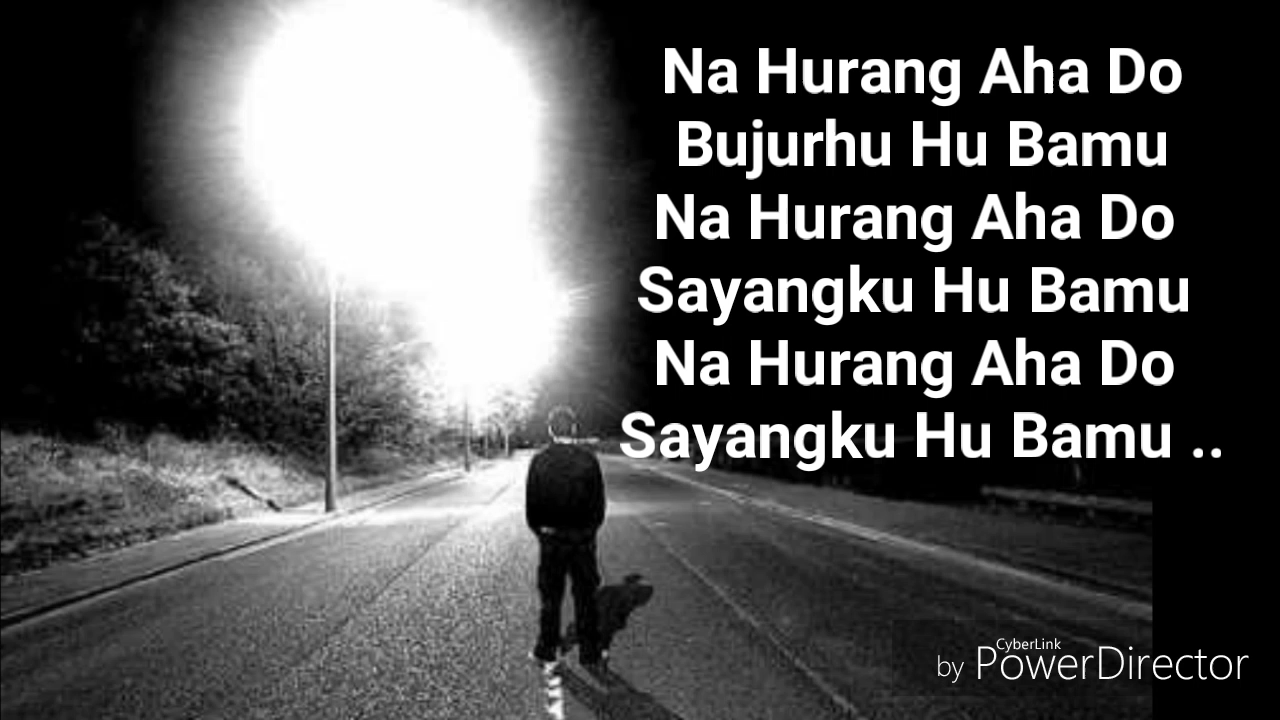 Na Hurang Aha Do
Bujurhu Hu Bamu
Na Hurang Aha Do
Sayangku Hu Bamu
Na Hurang Aha Do
Sayangku Hu Bamu ..
CyberLink
by PowerDirector